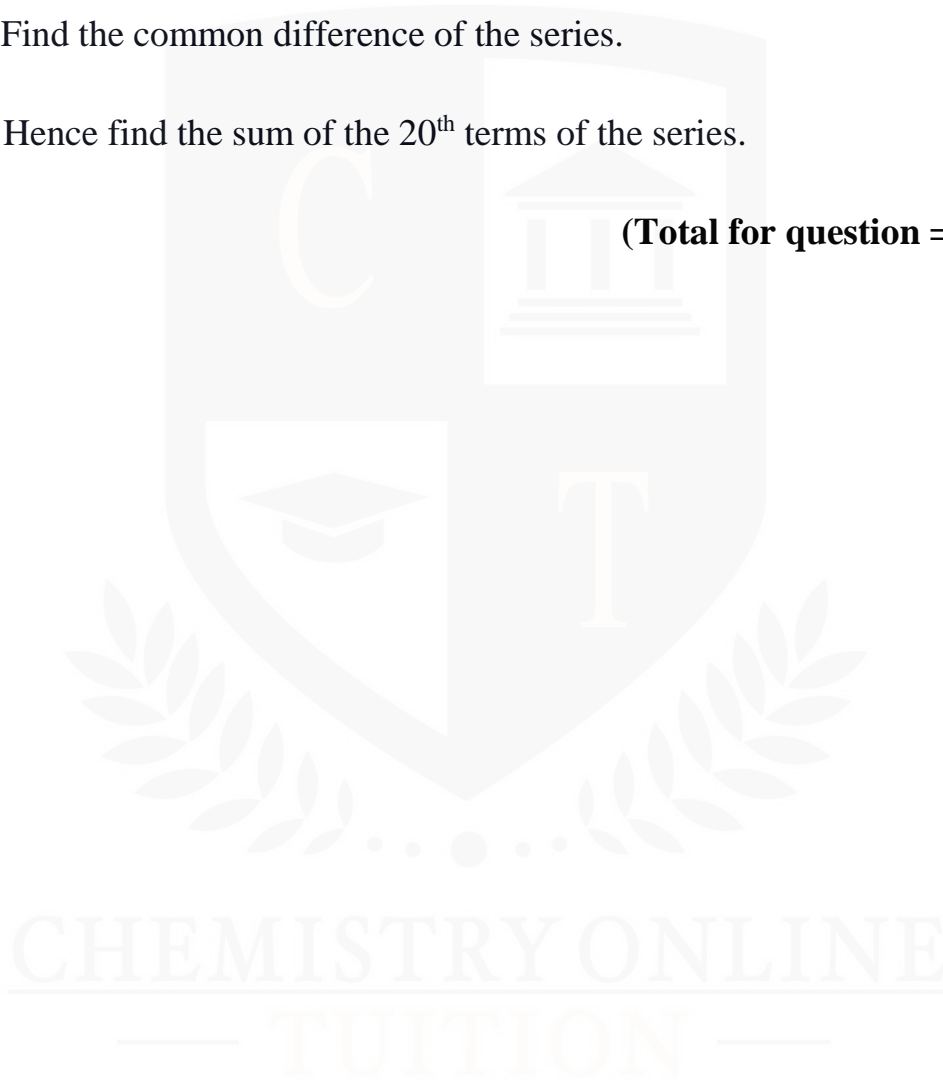 Find the common difference of the series.
Hence find the sum of the 20th terms of the series.
(Total for question =
C
T
CHEMISTRY ONLINE
— TUITION —